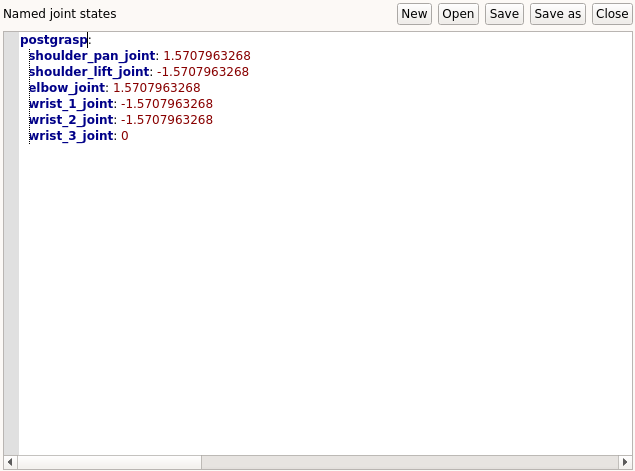 Named joint states New Open Save Save as Close
postgrasp:
shoulder_pan_joint: 1.5707963268
shoulder_lift_joint: -1.5707963268
elbow_joint: 1.5707963268
wrist_1_joint: -1.5707963268
wrist_2_joint: -1.5707963268
wrist_3_joint: 0